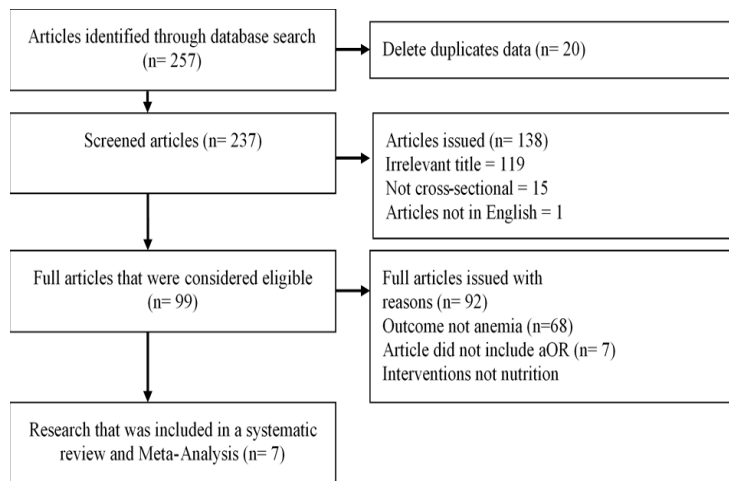 Articles identified through database search
(n= 257)
Delete duplicates data (n= 20)
Screened articles (n= 237)
Articles issued (n= 138)
Irrelevant title = 119
Not cross-sectional = 15
Articles not in English = 1
Full articles that were considered eligible
(n= 99)
Full articles issued with
reasons (n= 92)
Outcome not anemia (n=68)
Article did not include aOR (n= 7)
Interventions not nutrition
Research that was included in a systematic
review and Meta-Analysis (n= 7)